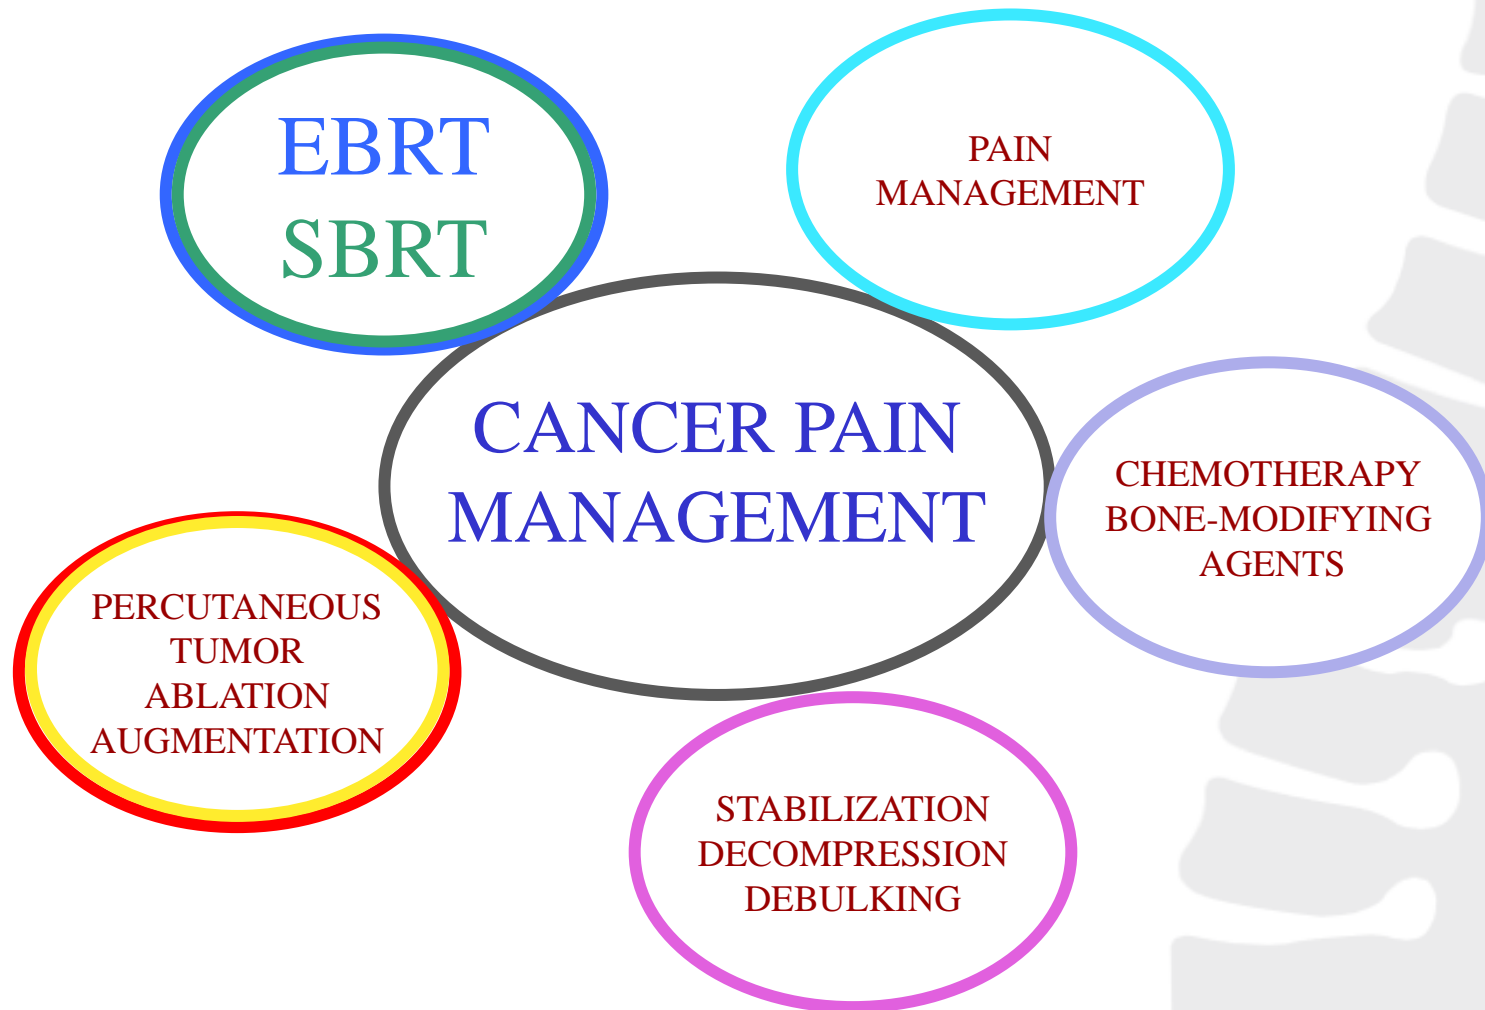 EBRT
SBRT
PAIN
MANAGEMENT
CANCER PAIN
MANAGEMENT
CHEMOTHERAPY
BONE-MODIFYING
AGENTS
PERCUTANEOUS
TUMOR
ABLATION
AUGMENTATION
STABILIZATION
DECOMPRESSION
DEBULKING